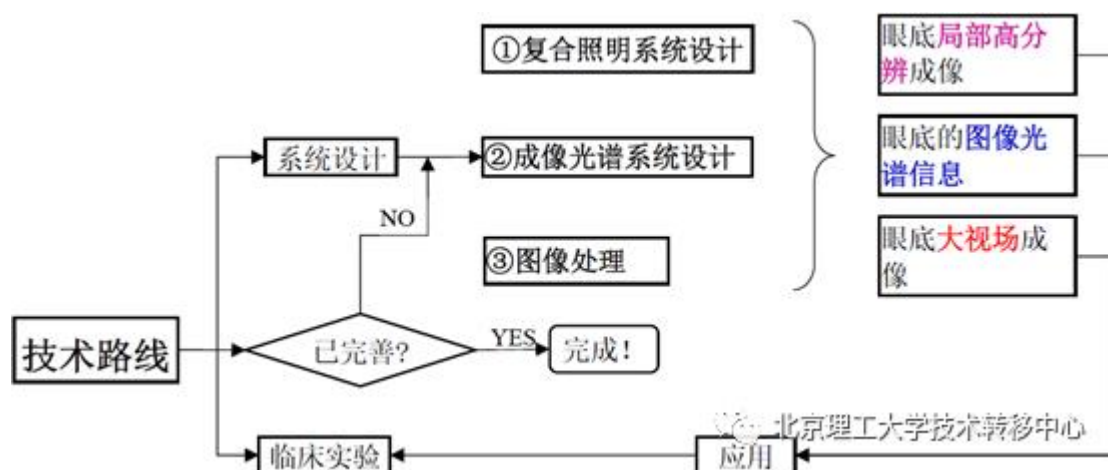 ①复合照明系统设计
眼底局部高分
辨成像
系统设计
②成像光谱系统设计
眼底的图像光
谱信息
NO
③图像处理
眼底大视场成
像
技术路线
已完善?
YES
完成!
北京理工大学技术转移中心
临床实验
应用